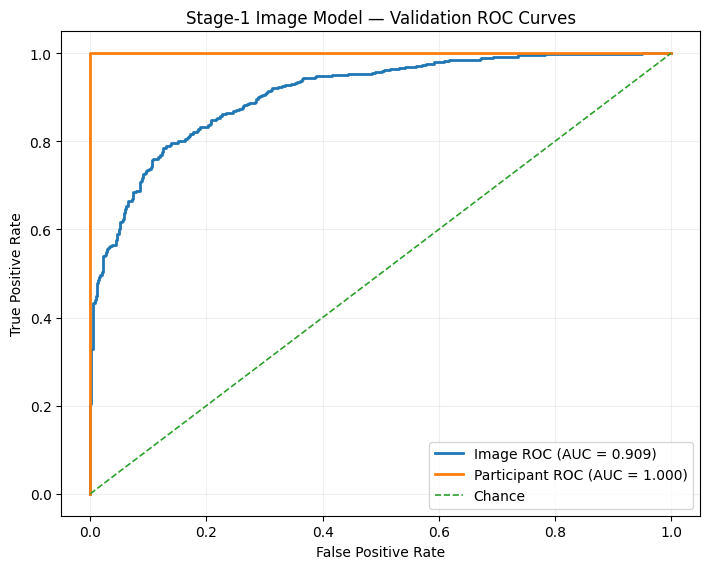 Stage-1 Image Model — Validation ROC Curves
True Positive Rate
1.0
0.8
0.6
0.4
0.2
0.0
Image ROC (AUC = 0.909)
Participant ROC (AUC = 1.000)
Chance
0.0 0.2 0.4 0.6 0.8 1.0
False Positive Rate